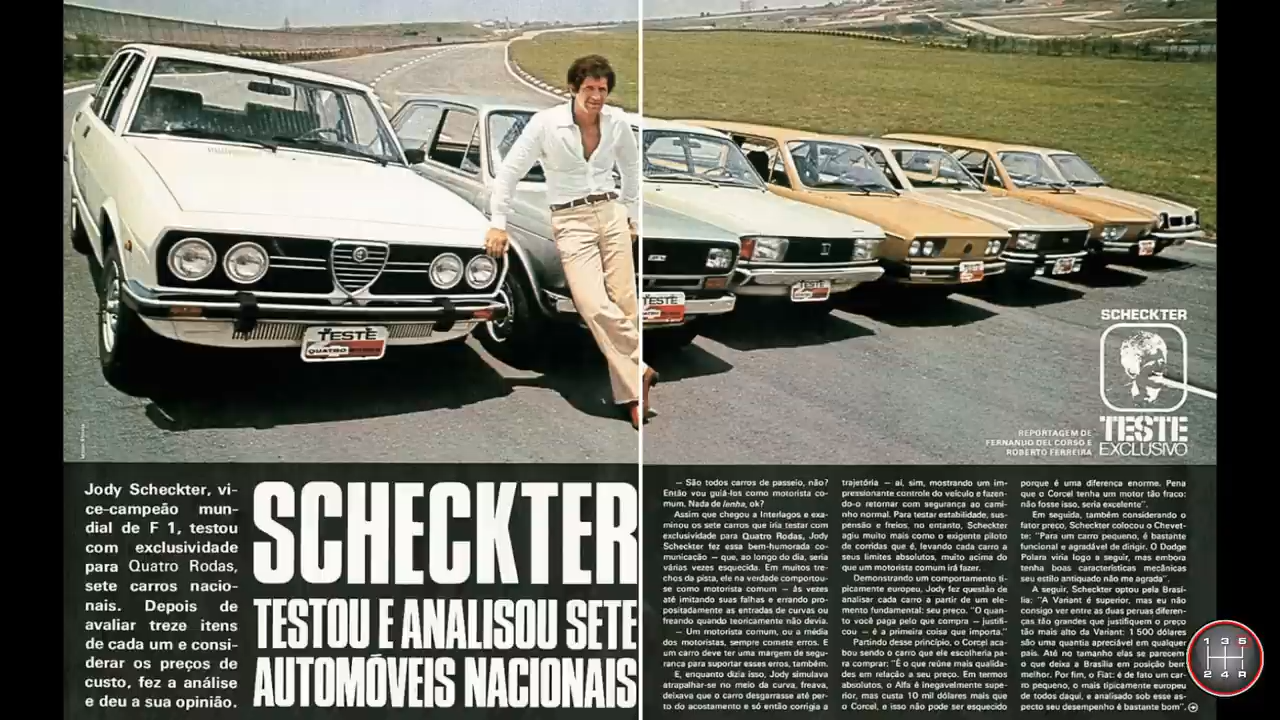 TESTE
QUATRO RODAS
TESTE
TESTE
SCHECKTER
TESTE
EXCLUSIVO
REPORTAGEM DE
FERNANDO DEL CORSO E
ROBERTO FERREIRA
Jody Scheckter, vi-
ce-campeão mun-
dial de F 1, testou
com exclusividade
para Quatro Rodas,
sete carros nacio-
nais. Depois de
avaliar treze itens
de cada um e consi-
derar os preços de
custo, fez a análise
e deu a sua opinião.
SCHECKTER
TESTOU E ANALISOU SETE
AUTOMÓVEIS NACIONAIS
— São todos carros de passeio, não?
Então vou guiá-los como motorista co-
mum. Nada de lenha, ok?
Assim que chegou a Interlagos e exa-
minou os sete carros que iria testar com
exclusividade para Quatro Rodas, Jody
Scheckter fez essa bem-humorada co-
municação — que, ao longo do dia, seria
várias vezes esquecida. Em muitos tre-
chos da pista, ele na verdade comportou-
se como motorista comum — às vezes
até imitando suas falhas e errando pro-
positadamente as entradas de curvas ou
freando quando teoricamente não devia.
— Um motorista comum, ou a média
dos motoristas, sempre comete erros. E
um carro deve ter uma margem de segu-
rança para suportar esses erros, também.
E, enquanto dizia isso, Jody simulava
atrapalhar-se no meio da curva, freava,
deixava que o carro desgarrasse até per-
to do acostamento e só então corrigia a
trajetória — aí, sim, mostrando um im-
pressionante controle do veículo e fazen-
do-o retornar com segurança ao cami-
nho normal. Para testar estabilidade, sus-
pensão e freios, no entanto, Scheckter
agiu muito mais como o exigente piloto
de corridas que é, levando cada carro a
seus limites absolutos, muito acima do
que um motorista comum irá fazer.
Demonstrando um comportamento ti-
picamente europeu, Jody fez questão de
analisar cada carro a partir de um ele-
mento fundamental: seu preço. "O quan-
to você paga pelo que compra — justifi-
cou — é a primeira coisa que importa."
Partindo desse princípio, o Corcel aca-
bou sendo o carro que ele escolheria pa-
ra comprar: "É o que reúne mais qualida-
des em relação a seu preço. Em termos
absolutos, o Alfa é inegavelmente supe-
rior, mas custa 10 mil dólares mais que
o Corcel, e isso não pode ser esquecido
porque é uma diferença enorme. Pena
que o Corcel tenha um motor tão fraco:
não fosse isso, seria excelente".
Em seguida, também considerando o
fator preço, Scheckter colocou o Chevet-
te: "Para um carro pequeno, é bastante
funcional e agradável de dirigir. O Dodge
Polara viria logo a seguir, mas embora
tenha boas características mecânicas
seu estilo antiquado não me agrada".
A seguir, Scheckter optou pela Brasí-
lia: "A Variant é superior, mas eu não
consigo ver entre as duas peruas diferen-
ças tão grandes que justifiquem o preço
tão mais alto da Variant: 1 500 dólares
são uma quantia apreciável em qualquer
país. Até no tamanho elas se parecem,
o que deixa a Brasília em posição bem
melhor. Por fim, o Fiat: é de fato um car-
ro pequeno, o mais tipicamente europeu
de todos daqui, e analisado sob esse as-
pecto seu desempenho é bastante bom".
1 3 5
2 4 R